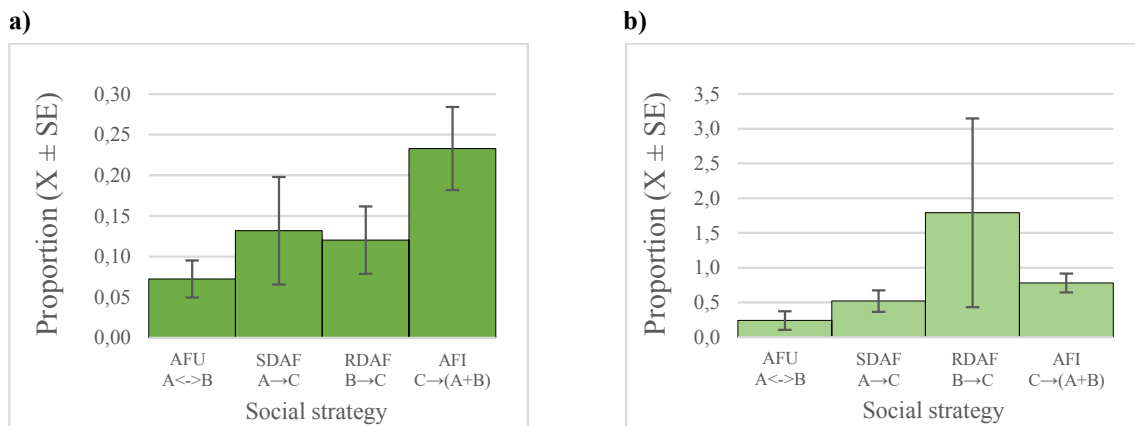 a)
Proportion (X ± SE)
0,30
0,25
0,20
0,15
0,10
0,05
0,00
AFU SDAF RDAF AFI
A<->B A→C B→C C→(A+B)
Social strategy
b)
Proportion (X ± SE)
3,5
3,0
2,5
2,0
1,5
1,0
0,5
0,0
AFU SDAF RDAF AFI
A<->B A→C B→C C→(A+B)
Social strategy